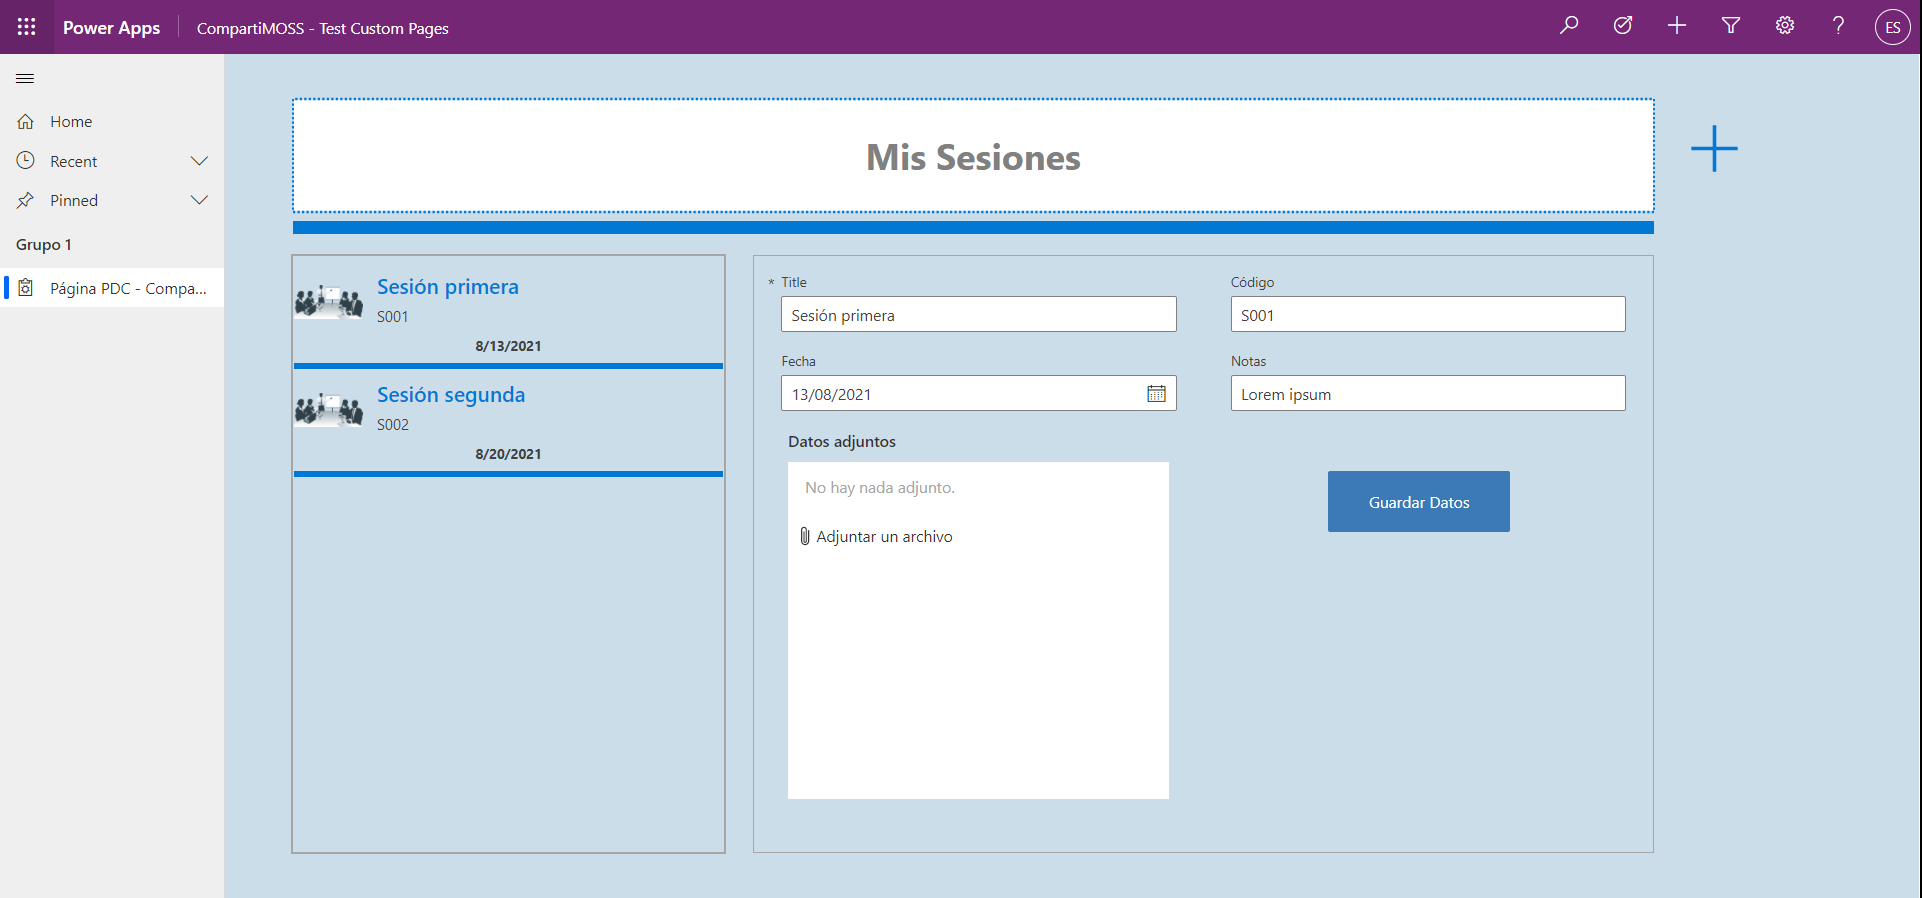 Power Apps
CompartiMOSS - Test Custom Pages
ES
Home
Recent
Pinned
Grupo 1
Página PDC - Compa...
Mis Sesiones
Sesión primera
S001
8/13/2021
Sesión segunda
S002
8/20/2021
* Title
Sesión primera
Código
S001
Fecha
13/08/2021
Notas
Lorem ipsum
Datos adjuntos
No hay nada adjunto.
Adjuntar un archivo
Guardar Datos